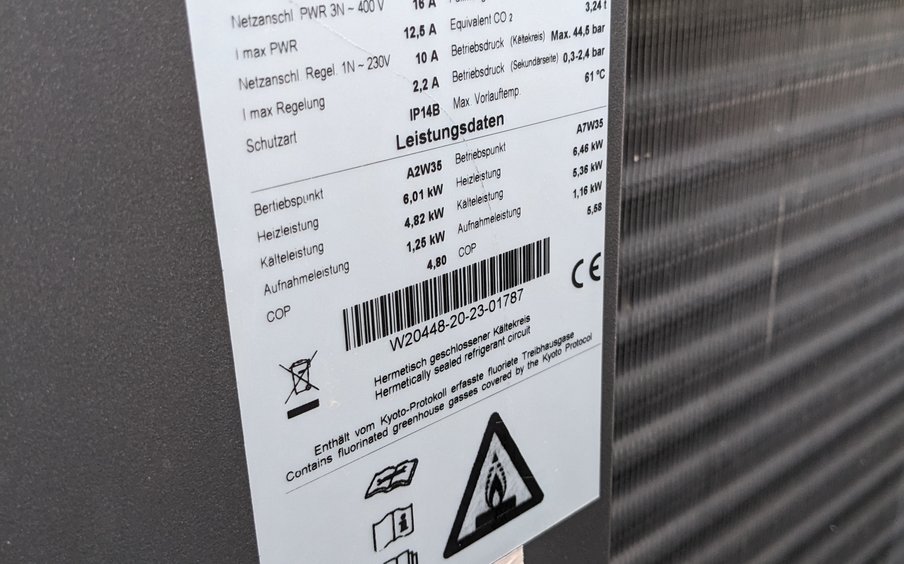 Netzanschl PWR 3N ~ 400 V 16 A
I max PWR 12,5 A
Netzanschl Regel. 1N ~ 230V 10 A
I max Regelung 2,2 A
Schutzart IP14B
3,24 t
Equivalent CO2
Betriebsdruck (Kältekreis) Max. 44,5 bar
Betriebsdruck (Sekundärseite) 0,3-2,4 bar
Max. Vorlauftemp. 61 °C
Leistungsdaten
Bertiebspunkt A2W35
Heizleistung 6,01 kW
Kälteleistung 4,82 kW
Aufnahmeleistung 1,25 kW
COP 4,80
Betriebspunkt A7W35
Heizleistung 6,46 kW
Kälteleistung 5,36 kW
Aufnahmeleistung 1,16 kW
COP 5,58
W20448-20-23-01787
CE
Hermetisch geschlossener Kältekreis
Hermetically sealed refrigerant circuit
Enthält vom Kyoto-Protokoll erfasste fluoriete Treibhausgase
Contains fluorinated greenhouse gasses covered by the Kyoto Protocol